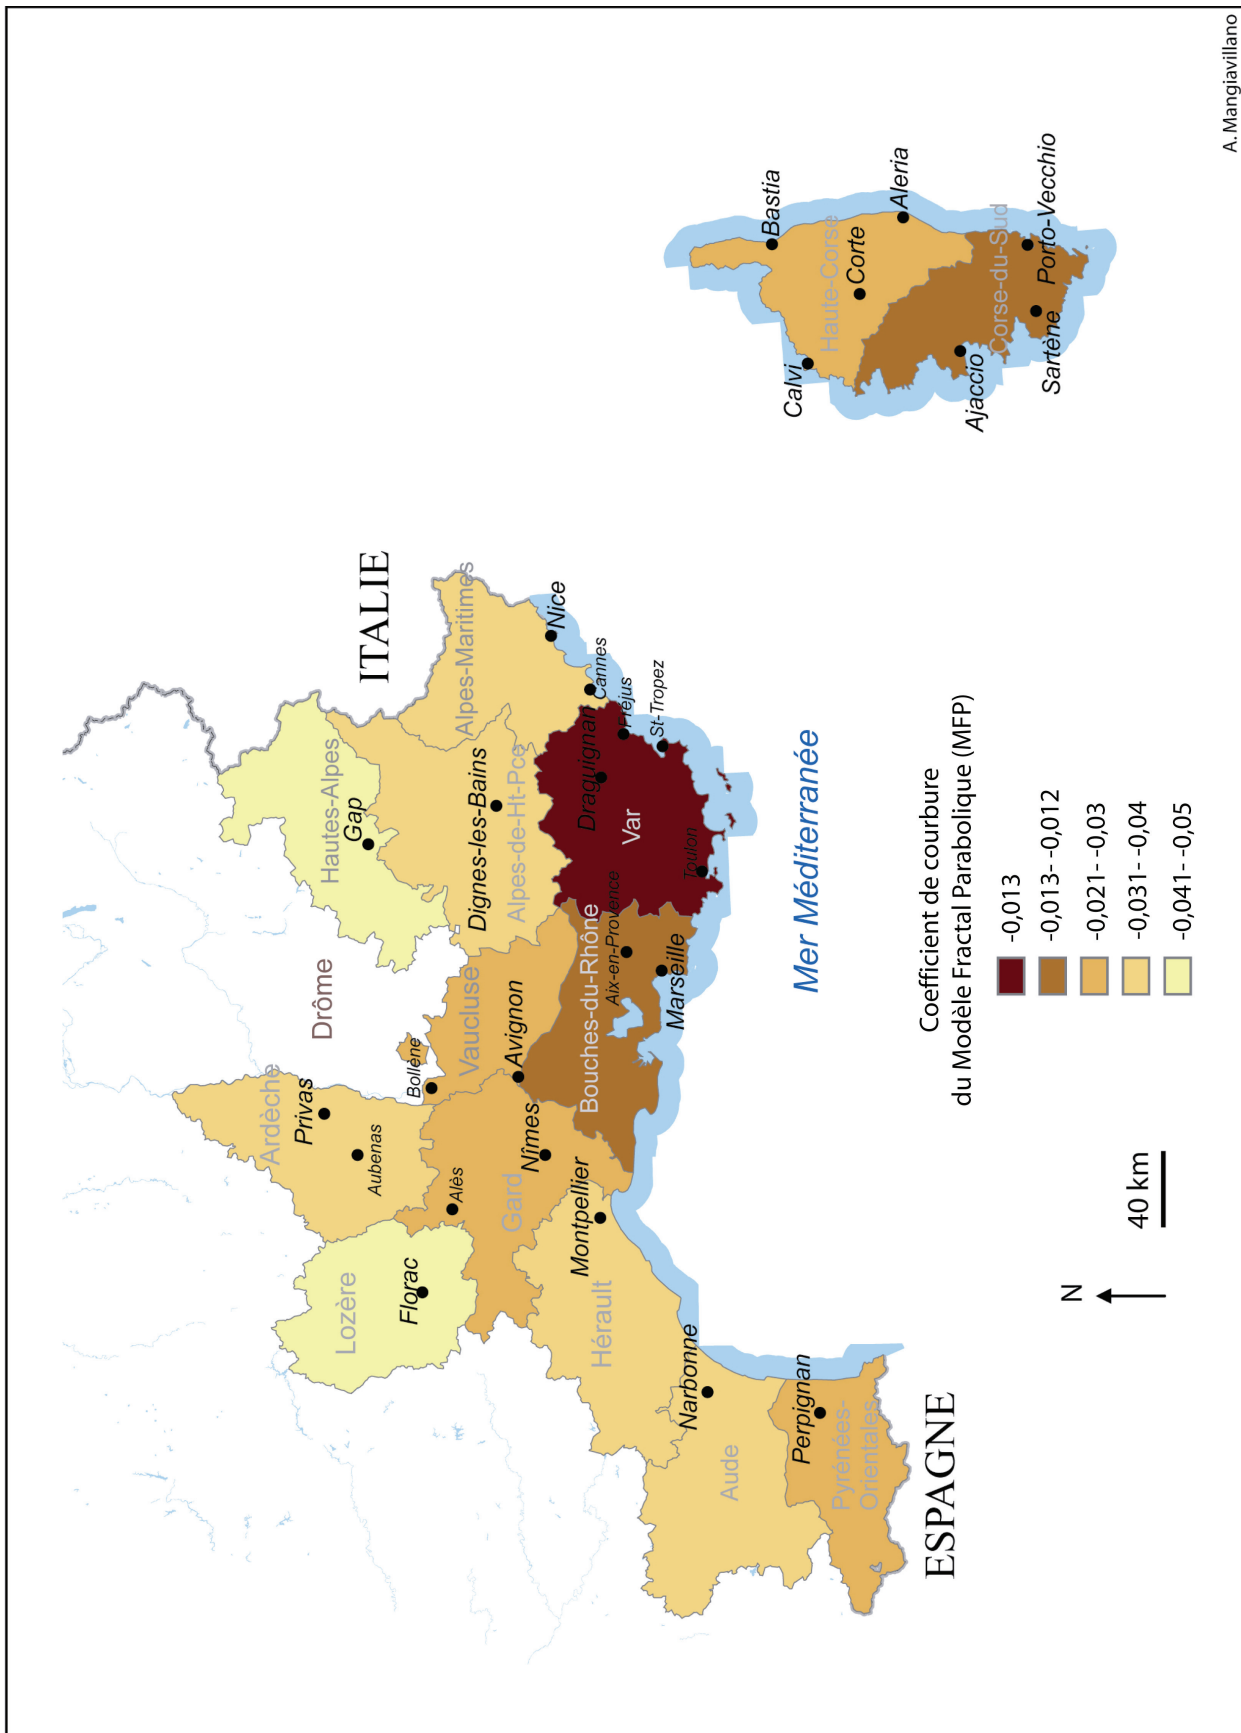 ITALIE
Hautes-Alpes
Gap
Drôme
Ardèche
Privas
Aubenas
Lozère
Florac
Alpes-Maritimes
Nice
Cannes
Dignes-les-Bains
Alpes-de-Ht-Pce
Vaucluse
Bollène
Avignon
Alès
Gard
Nîmes
Draguignan
Fréjus
St-Tropez
Var
Toulon
Bouches-du-Rhône
Aix-en-Provence
Marseille
Montpellier
Hérault
Narbonne
Aude
Perpignan
Pyrénées-
Orientales
ESPAGNE
Mer Méditerranée
Bastia
Haute-Corse
Calvi
Corte
Aleria
Ajaccio
Corse-du-Sud
Sartène
Porto-Vecchio
Coefficient de courbure
du Modèle Fractal Parabolique (MFP)
-0,013
-0,013- -0,012
-0,021- -0,03
-0,031- -0,04
-0,041- -0,05
N
40 km
A. Mangiavillano